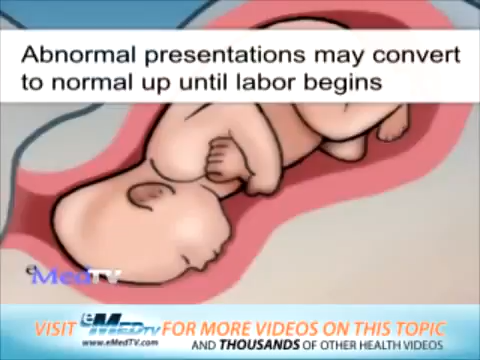 Abnormal presentations may convert
to normal up until labor begins
eMedTV
VISIT eMEDTV FOR MORE VIDEOS ON THIS TOPIC
www.eMedTV.com AND THOUSANDS OF OTHER HEALTH VIDEOS